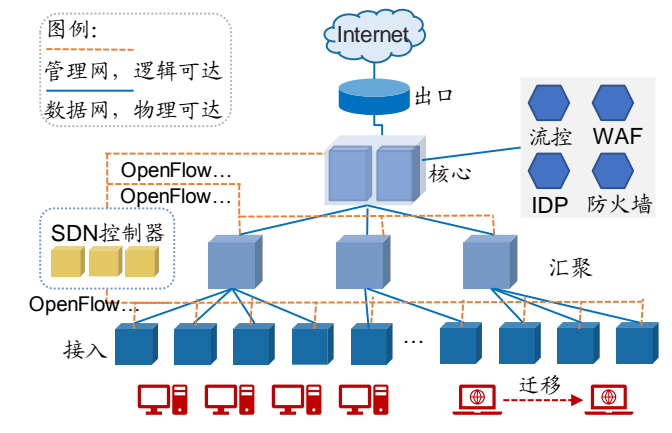 图例:
管理网，逻辑可达
数据网，物理可达
Internet
出口
流控 WAF
IDP 防火墙
核心
OpenFlow…
OpenFlow…
SDN控制器
汇聚
OpenFlow…
接入
…
迁移